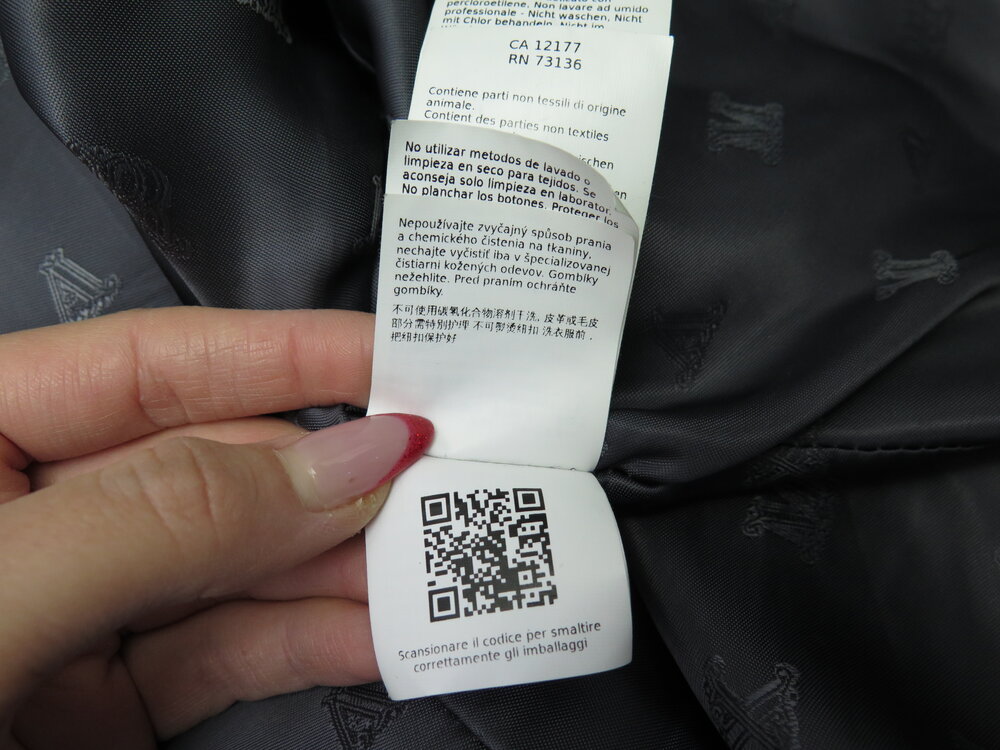 percloroetilene, Non lavare ad umido
professionale - Nicht waschen, Nicht
mit Chlor behandeln, Nicht im
CA 12177
RN 73136
Contiene parti non tessili di origine
animale.
Contient des parties non textiles
No utilizar metodos de lavado o
limpieza en seco para tejidos. Se
aconseja solo limpieza en laborator.
No planchar los botones. Proteger los
Nepoužívajte zvyčajný spůsob prania
a chemického čistenia na tkaniny,
nechajte vyčistiť iba v špecializovanej
čistiarni kožených odevov. Gombíky
nežehlite. Pred praním ochráňte
gombíky.
不可使用碳氢化合物溶剂干洗, 皮革或毛皮
部分需特别护理 不可熨烫纽扣 洗衣服前,
把纽扣保护好
Scansionare il codice per smaltire
correttamente gli imballaggi